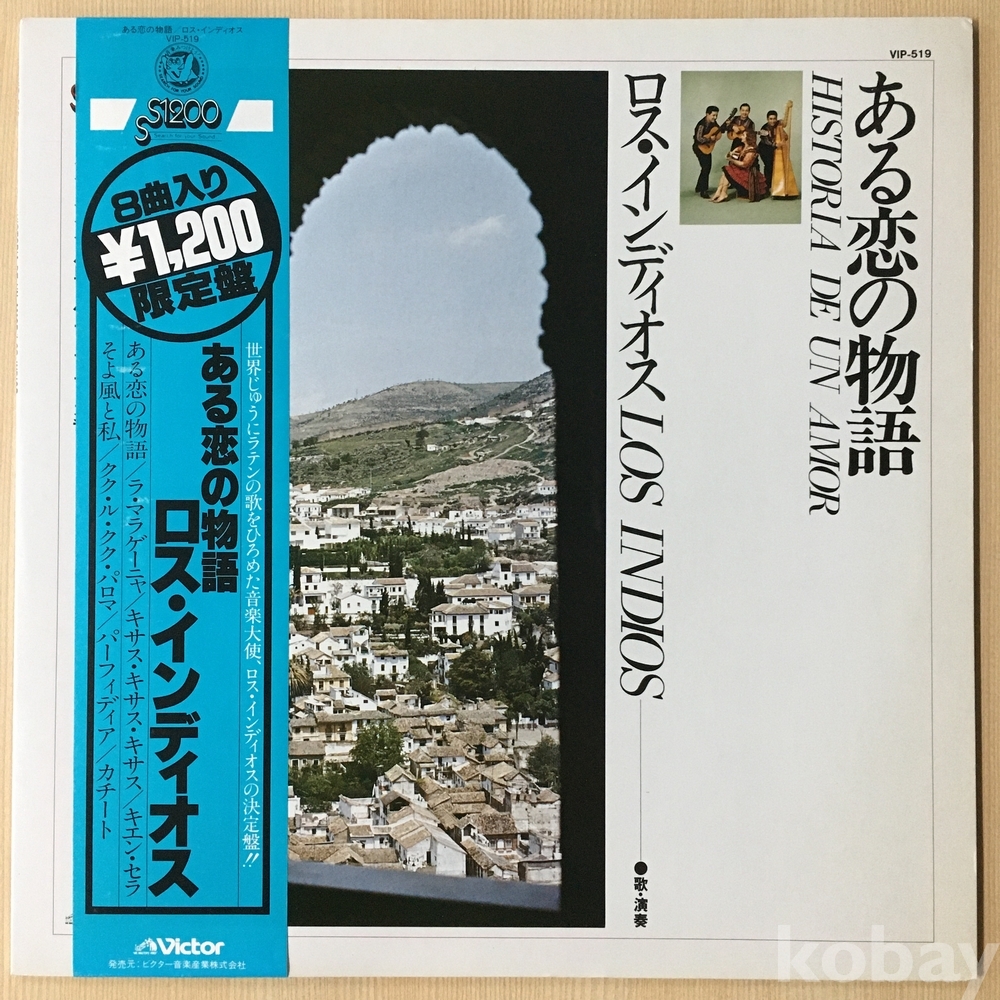 ある恋の物語/ロス・インディオス
VIP-519
S1200
8曲入り
¥1,200
限定盤
世界じゅうにラテンの歌をひろめた音楽大使、ロス・インディオスの決定盤!!
ある恋の物語
ロス・インディオス
ある恋の物語/ラ・マラゲーニャ/キサス・キサス・キサス/キエン・セラ
そよ風と私/クク・ル・クク・パロマ/パーフィディア/カチート
Victor
発売元:ビクター音楽産業株式会社
VIP-519
ある恋の物語
HISTORIA DE UN AMOR
ロス・インディオス LOS INDIOS
●歌・演奏
kobay